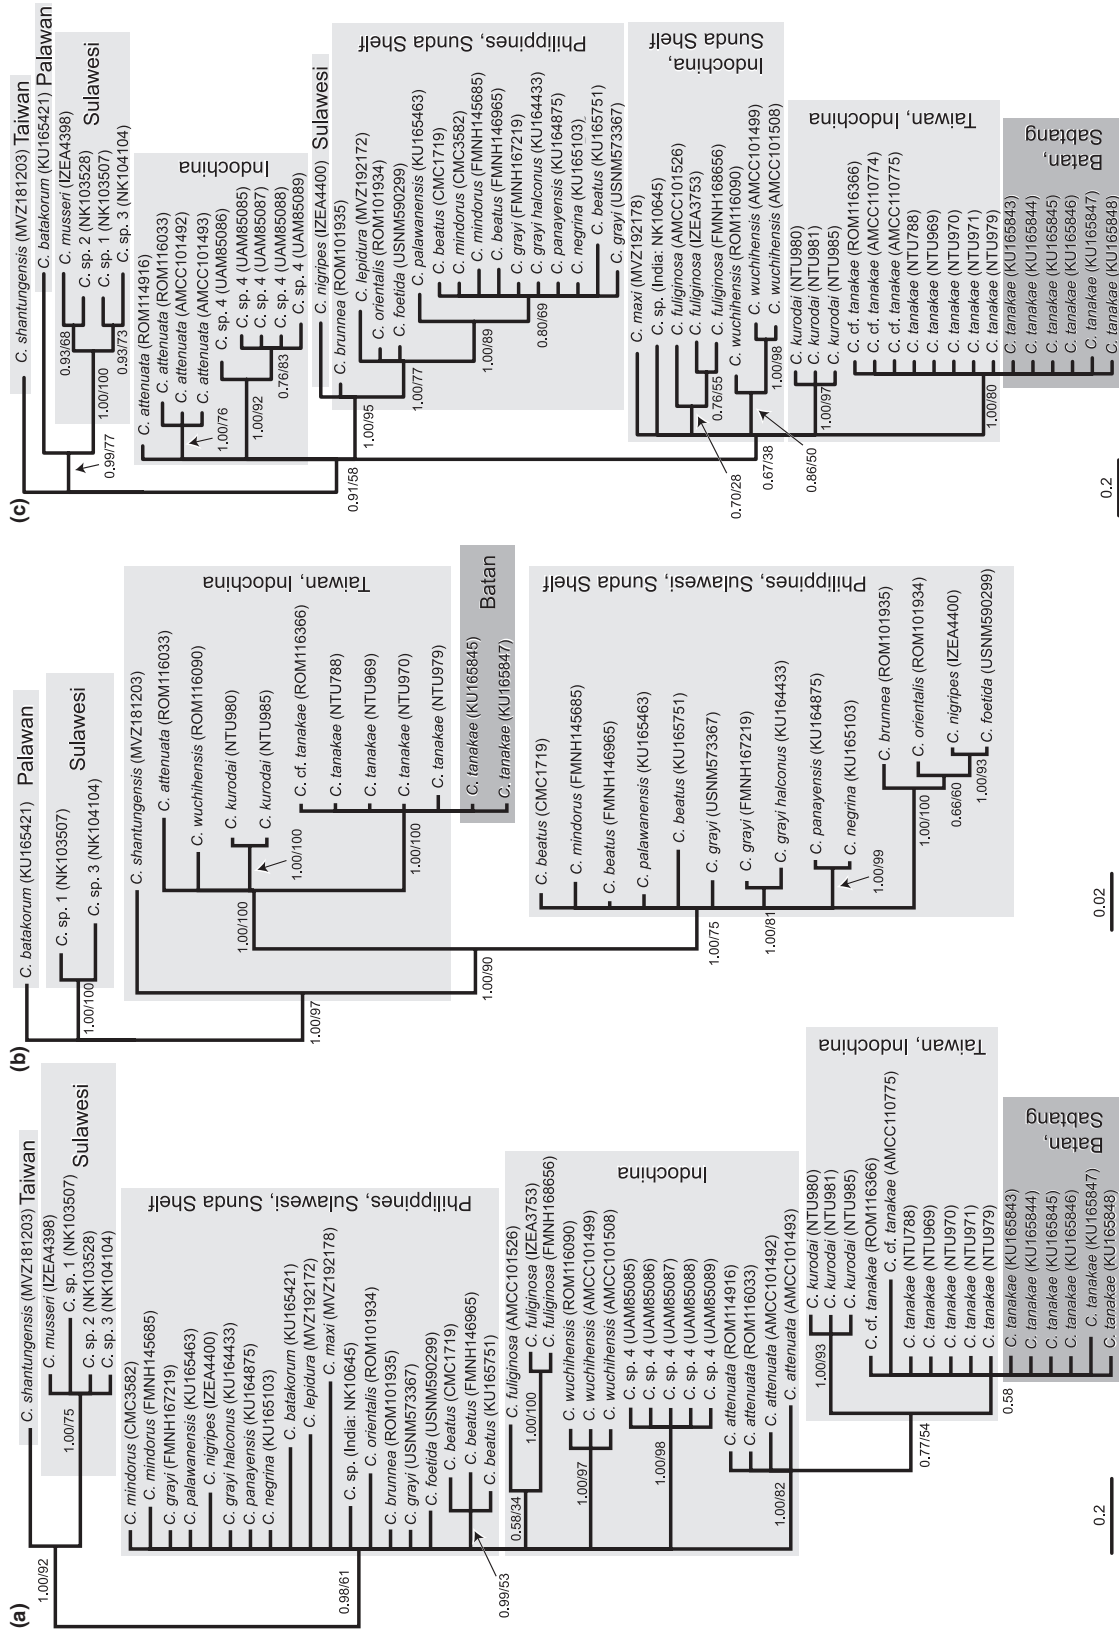 (a)
C. shantungensis (MVZ181203)
Taiwan
C. musseri (IZEA4398)
C. sp. 1 (NK103507)
C. sp. 2 (NK103528)
C. sp. 3 (NK104104)
Sulawesi
C. mindorus (CMC3582)
C. mindorus (FMNH145685)
C. grayi (FMNH167219)
C. palawanensis (KU165463)
C. nigripes (IZEA4400)
C. grayi halconus (KU164433)
C. panayensis (KU164875)
C. negrina (KU165103)
C. batakorum (KU165421)
C. lepidura (MVZ192172)
C. maxi (MVZ192178)
C. sp. (India: NK10645)
C. orientalis (ROM101934)
C. brunnea (ROM101935)
C. grayi (USNM573367)
C. foetida (USNM590299)
C. beatus (CMC1719)
C. beatus (FMNH146965)
C. beatus (KU165751)
Philippines, Sulawesi, Sunda Shelf
C. fuliginosa (AMCC101526)
C. fuliginosa (IZEA3753)
C. fuliginosa (FMNH168656)
C. wuchihensis (ROM116090)
C. wuchihensis (AMCC101499)
C. wuchihensis (AMCC101508)
C. sp. 4 (UAM85085)
C. sp. 4 (UAM85086)
C. sp. 4 (UAM85087)
C. sp. 4 (UAM85088)
C. sp. 4 (UAM85089)
C. attenuata (ROM114916)
C. attenuata (ROM116033)
C. attenuata (AMCC101492)
C. attenuata (AMCC101493)
Indochina
C. kurodai (NTU980)
C. kurodai (NTU981)
C. kurodai (NTU985)
C. cf. tanakae (ROM116366)
C. cf. tanakae (AMCC110775)
C. tanakae (NTU788)
C. tanakae (NTU969)
C. tanakae (NTU970)
C. tanakae (NTU971)
C. tanakae (NTU979)
Taiwan, Indochina
C. tanakae (KU165843)
C. tanakae (KU165844)
C. tanakae (KU165845)
C. tanakae (KU165846)
C. tanakae (KU165847)
C. tanakae (KU165848)
Batan,
Sabtang
1.00/92
1.00/75
0.98/61
0.99/53
0.58/34
1.00/100
1.00/97
1.00/98
1.00/82
1.00/93
0.77/54
0.58
0.2
(b)
C. batakorum (KU165421)
Palawan
C. sp. 1 (NK103507)
C. sp. 3 (NK104104)
Sulawesi
C. shantungensis (MVZ181203)
C. attenuata (ROM116033)
C. wuchihensis (ROM116090)
C. kurodai (NTU980)
C. kurodai (NTU985)
C. cf. tanakae (ROM116366)
C. tanakae (NTU788)
C. tanakae (NTU969)
C. tanakae (NTU970)
C. tanakae (NTU979)
Taiwan, Indochina
C. tanakae (KU165845)
C. tanakae (KU165847)
Batan
C. beatus (CMC1719)
C. mindorus (FMNH145685)
C. beatus (FMNH146965)
C. palawanensis (KU165463)
C. beatus (KU165751)
C. grayi (USNM573367)
C. grayi (FMNH167219)
C. grayi halconus (KU164433)
C. panayensis (KU164875)
C. negrina (KU165103)
C. brunnea (ROM101935)
C. orientalis (ROM101934)
C. nigripes (IZEA4400)
C. foetida (USNM590299)
Philippines, Sulawesi, Sunda Shelf
1.00/100
1.00/97
1.00/100
1.00/100
1.00/100
1.00/90
1.00/75
1.00/81
1.00/99
1.00/100
0.66/60
1.00/93
0.02
(c)
C. shantungensis (MVZ181203)
Taiwan
C. batakorum (KU165421)
Palawan
C. musseri (IZEA4398)
C. sp. 2 (NK103528)
C. sp. 1 (NK103507)
C. sp. 3 (NK104104)
Sulawesi
C. attenuata (ROM114916)
C. attenuata (ROM116033)
C. attenuata (AMCC101492)
C. attenuata (AMCC101493)
C. sp. 4 (UAM85086)
C. sp. 4 (UAM85085)
C. sp. 4 (UAM85087)
C. sp. 4 (UAM85088)
C. sp. 4 (UAM85089)
Indochina
C. nigripes (IZEA4400)
Sulawesi
C. brunnea (ROM101935)
C. lepidura (MVZ192172)
C. orientalis (ROM101934)
C. foetida (USNM590299)
C. palawanensis (KU165463)
C. beatus (CMC1719)
C. mindorus (CMC3582)
C. mindorus (FMNH145685)
C. beatus (FMNH146965)
C. grayi (FMNH167219)
C. grayi halconus (KU164433)
C. panayensis (KU164875)
C. negrina (KU165103)
C. beatus (KU165751)
C. grayi (USNM573367)
Philippines, Sunda Shelf
C. maxi (MVZ192178)
C. sp. (India: NK10645)
C. fuliginosa (AMCC101526)
C. fuliginosa (IZEA3753)
C. fuliginosa (FMNH168656)
C. wuchihensis (ROM116090)
C. wuchihensis (AMCC101499)
C. wuchihensis (AMCC101508)
Indochina,
Sunda Shelf
C. kurodai (NTU980)
C. kurodai (NTU981)
C. kurodai (NTU985)
C. cf. tanakae (ROM116366)
C. cf. tanakae (AMCC110774)
C. cf. tanakae (AMCC110775)
C. tanakae (NTU788)
C. tanakae (NTU969)
C. tanakae (NTU970)
C. tanakae (NTU971)
C. tanakae (NTU979)
Taiwan, Indochina
C. tanakae (KU165843)
C. tanakae (KU165844)
C. tanakae (KU165845)
C. tanakae (KU165846)
C. tanakae (KU165847)
C. tanakae (KU165848)
Batan,
Sabtang
0.93/68
0.99/77
1.00/100
0.93/73
1.00/76
1.00/92
0.76/83
0.91/58
1.00/95
1.00/77
1.00/89
0.80/69
0.70/28
0.76/55
0.67/38
1.00/98
0.86/50
1.00/97
1.00/80
0.2